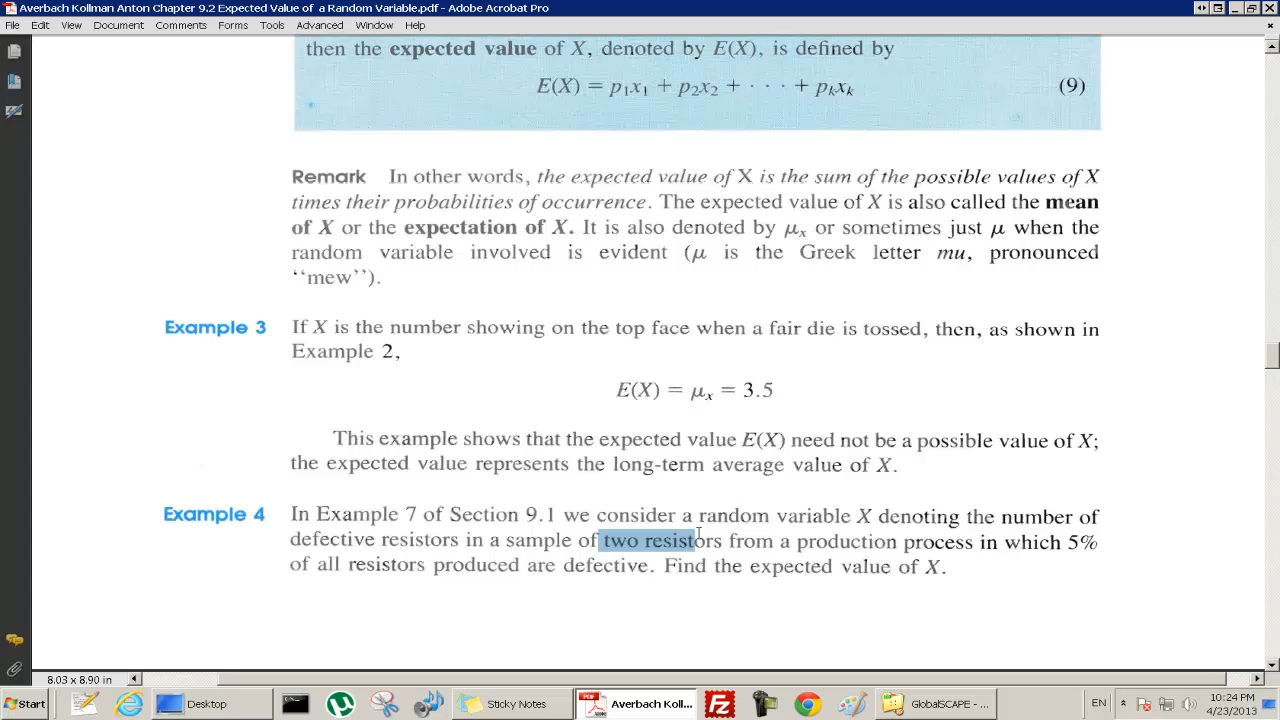 Averbach Kollman Anton Chapter 9.2 Expected Value of a Random Variable.pdf - Adobe Acrobat Pro
File Edit View Document Comments Forms Tools Advanced Window Help
then the expected value of X, denoted by E(X), is defined by
E(X) = p₁x₁ + p₂x₂ + · · · + pₖxₖ (9)
Remark In other words, the expected value of X is the sum of the possible values of X
times their probabilities of occurrence. The expected value of X is also called the mean
of X or the expectation of X. It is also denoted by μₓ or sometimes just μ when the
random variable involved is evident (μ is the Greek letter mu, pronounced
‘‘mew’’).
Example 3 If X is the number showing on the top face when a fair die is tossed, then, as shown in
Example 2,
E(X) = μₓ = 3.5
This example shows that the expected value E(X) need not be a possible value of X;
the expected value represents the long-term average value of X.
Example 4 In Example 7 of Section 9.1 we consider a random variable X denoting the number of
defective resistors in a sample of two resistors from a production process in which 5%
of all resistors produced are defective. Find the expected value of X.
8.03 x 8.90 in
Start Desktop Sticky Notes Averbach Koll... GlobalSCAPE - ... EN 10:24 PM
4/23/2013